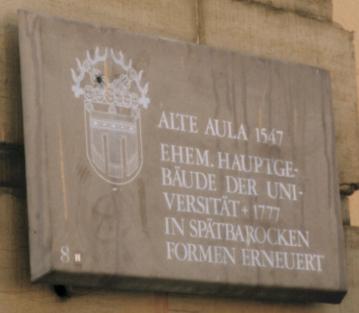 ALTE AULA 1547
EHEM. HAUPTGE-
BÄUDE DER UNI-
VERSITÄT + 1777
IN SPÄTBAROCKEN
FORMEN ERNEUERT
8